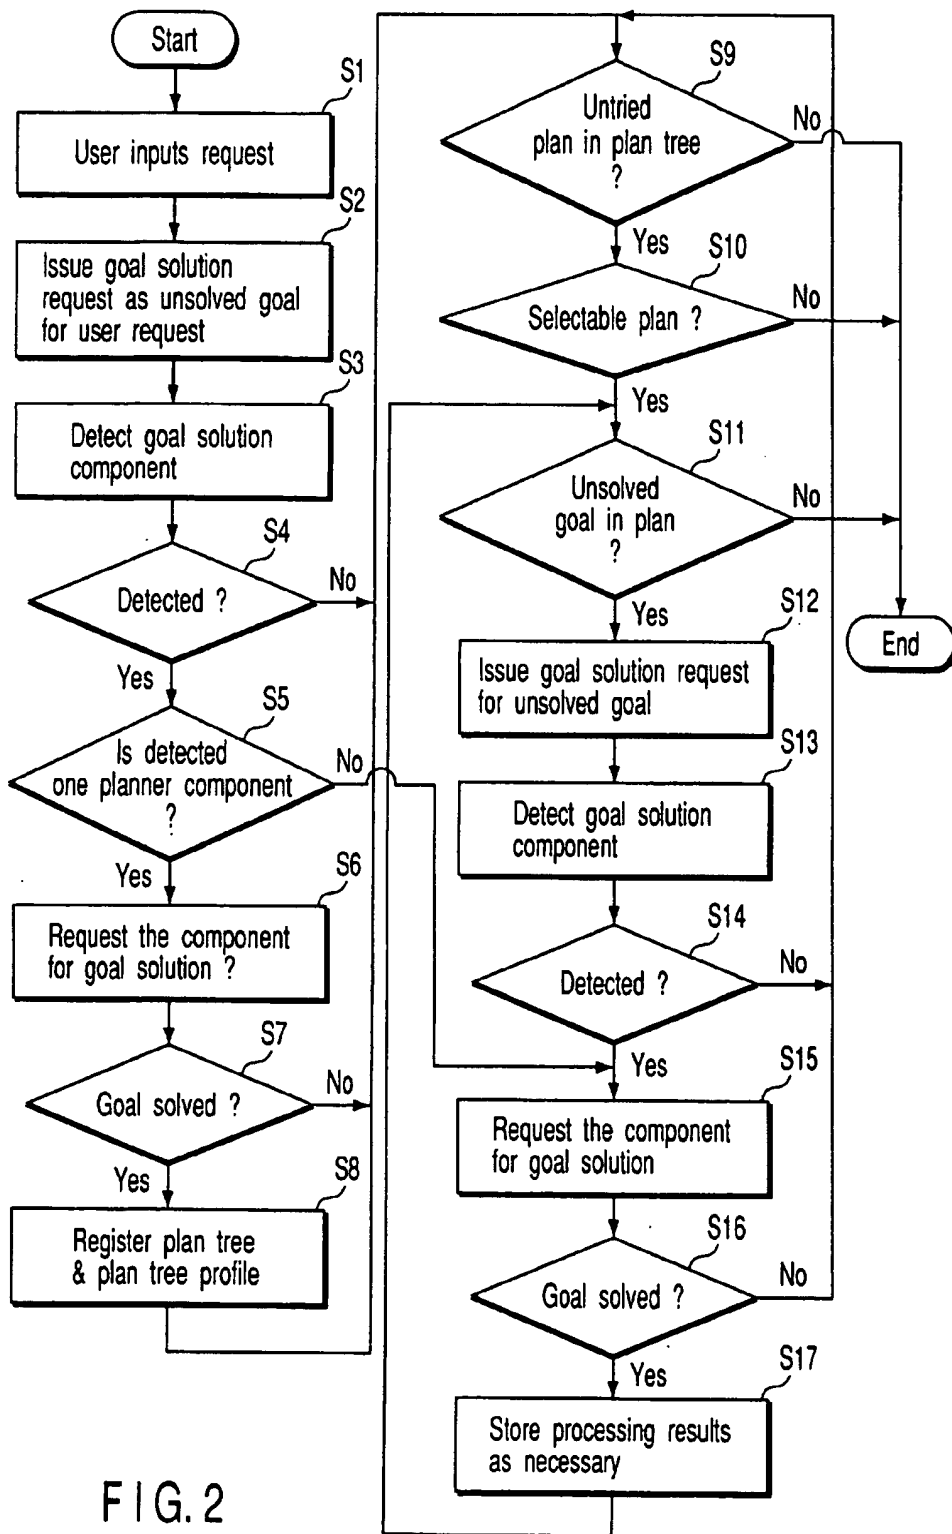 Start
S1
User inputs request
S2
Issue goal solution
request as unsolved goal
for user request
S3
Detect goal solution
component
S4
Detected ?
No
Yes
S5
Is detected
one planner component
?
No
Yes
S6
Request the component
for goal solution ?
S7
Goal solved ?
No
Yes
S8
Register plan tree
& plan tree profile
S9
Untried
plan in plan tree
?
No
Yes
S10
Selectable plan ?
No
Yes
S11
Unsolved
goal in plan
?
No
Yes
End
S12
Issue goal solution request
for unsolved goal
S13
Detect goal solution
component
S14
Detected ?
No
Yes
S15
Request the component
for goal solution
S16
Goal solved ?
No
Yes
S17
Store processing results
as necessary
FIG. 2